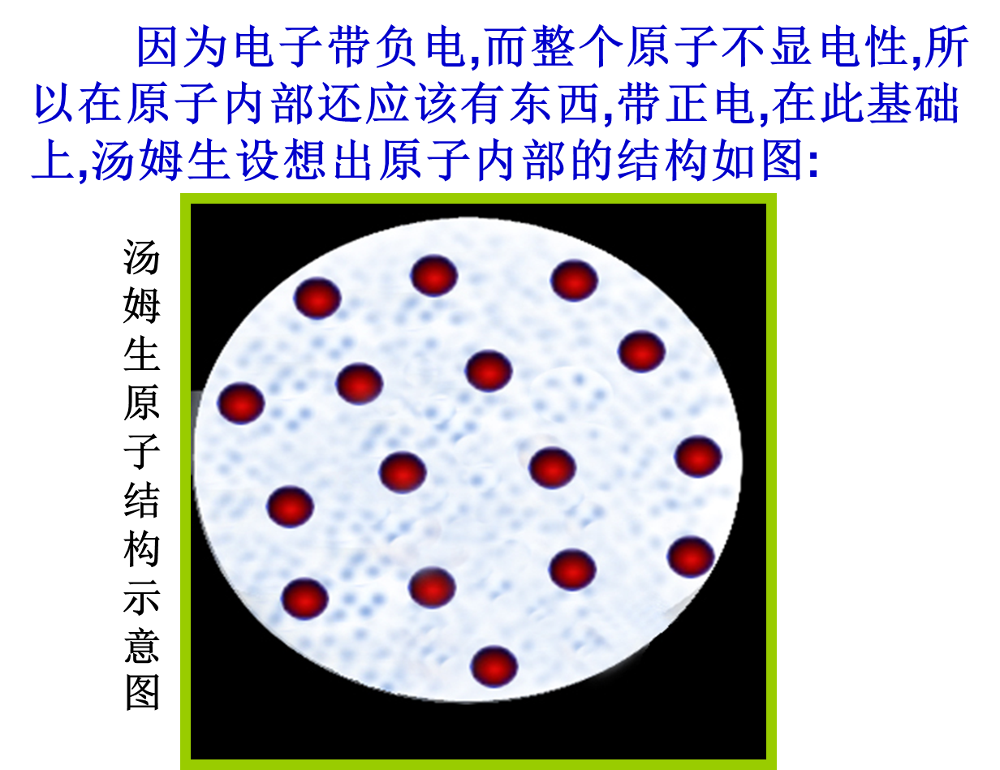 因为电子带负电,而整个原子不显电性,所
以在原子内部还应该有东西,带正电,在此基础
上,汤姆生设想出原子内部的结构如图:
汤姆生原子结构示意图